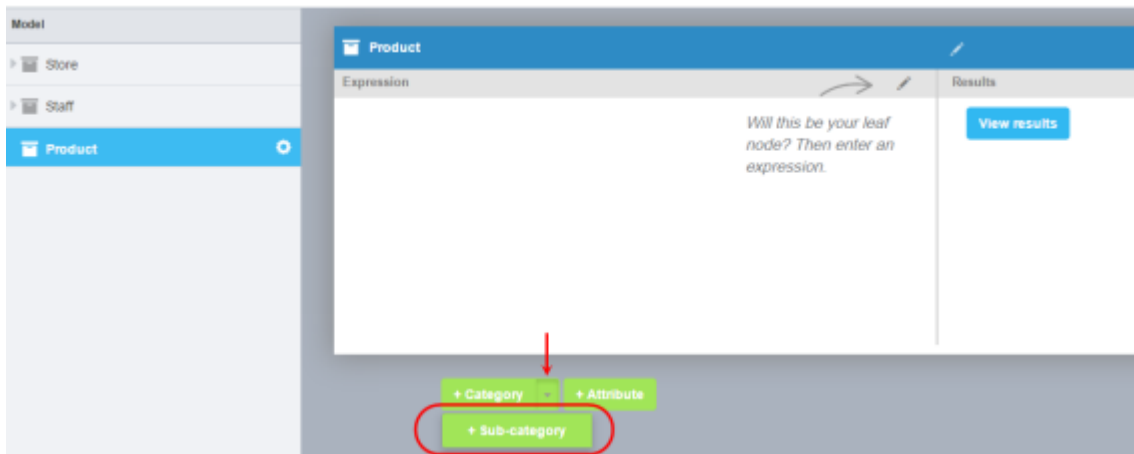 Model
Store
Staff
Product
Product
Expression
Results
Will this be your leaf
node? Then enter an
expression.
View results
+ Category
+ Attribute
+ Sub-category